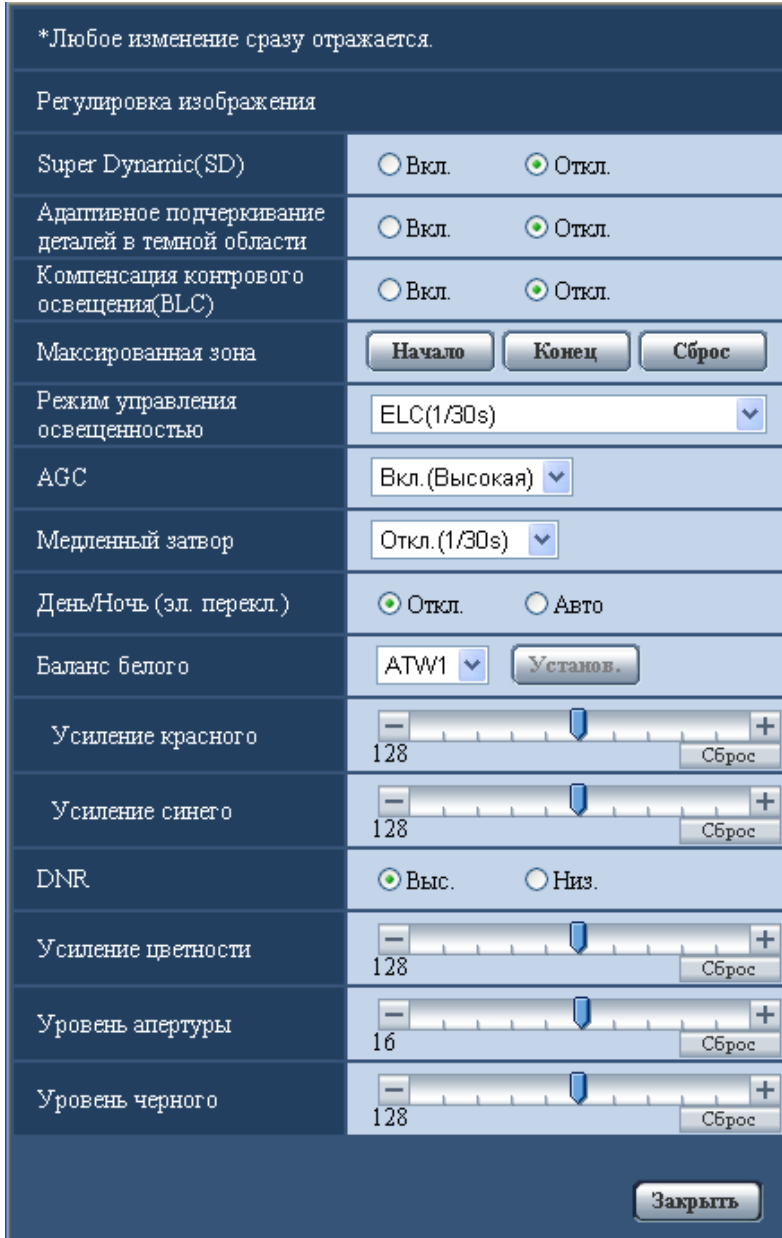 *Любое изменение сразу отражается.
Регулировка изображения
Super Dynamic(SD)
Вкл. Откл.
Адаптивное подчеркивание
деталей в темной области
Вкл. Откл.
Компенсация контрового
освещения(BLC)
Вкл. Откл.
Максированная зона
Начало Конец Сброс
Режим управления
освещенностью
ELC(1/30s)
AGC
Вкл.(Высокая)
Медленный затвор
Откл.(1/30s)
День/Ночь (эл. перекл.)
Откл. Авто
Баланс белого
ATW1 Установ.
Усиление красного
128 Сброс
Усиление синего
128 Сброс
DNR
Выс. Низ.
Усиление цветности
128 Сброс
Уровень апертуры
16 Сброс
Уровень черного
128 Сброс
Закрыть